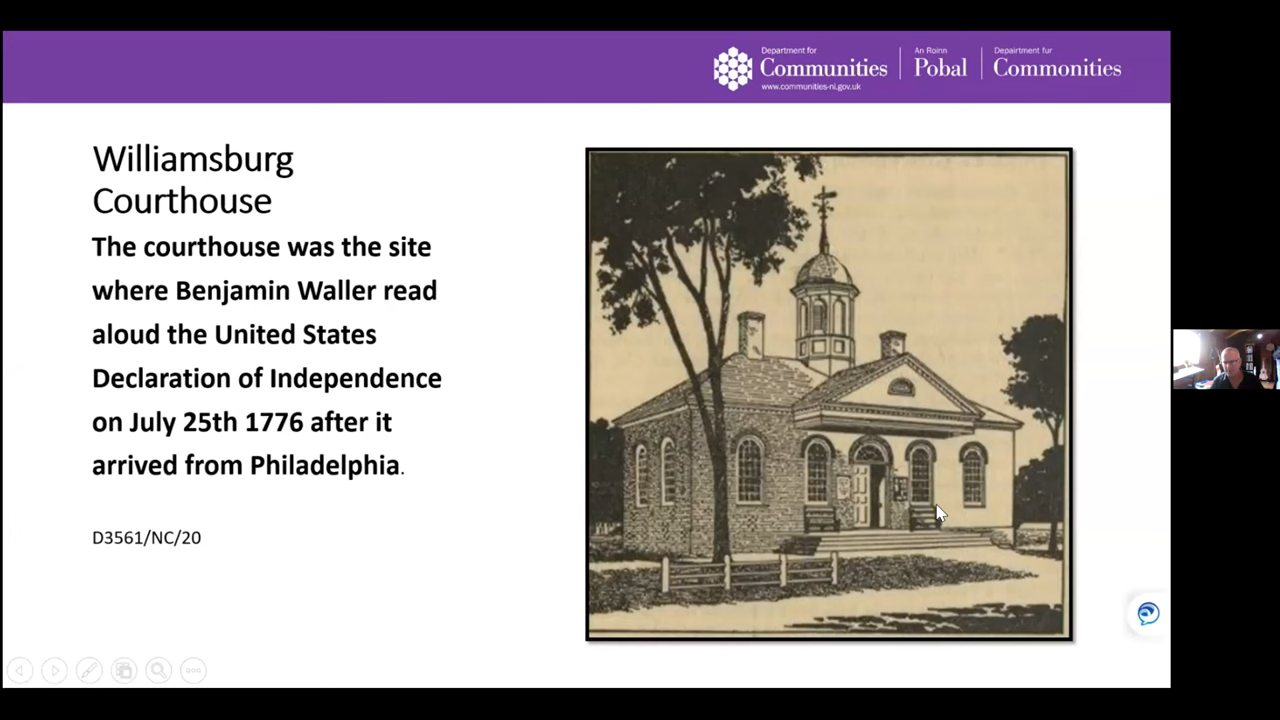 Department for
Communities
www.communities-ni.gov.uk
An Roinn
Pobal
Depairtment fur
Commonities
Williamsburg
Courthouse
The courthouse was the site
where Benjamin Waller read
aloud the United States
Declaration of Independence
on July 25th 1776 after it
arrived from Philadelphia.
D3561/NC/20